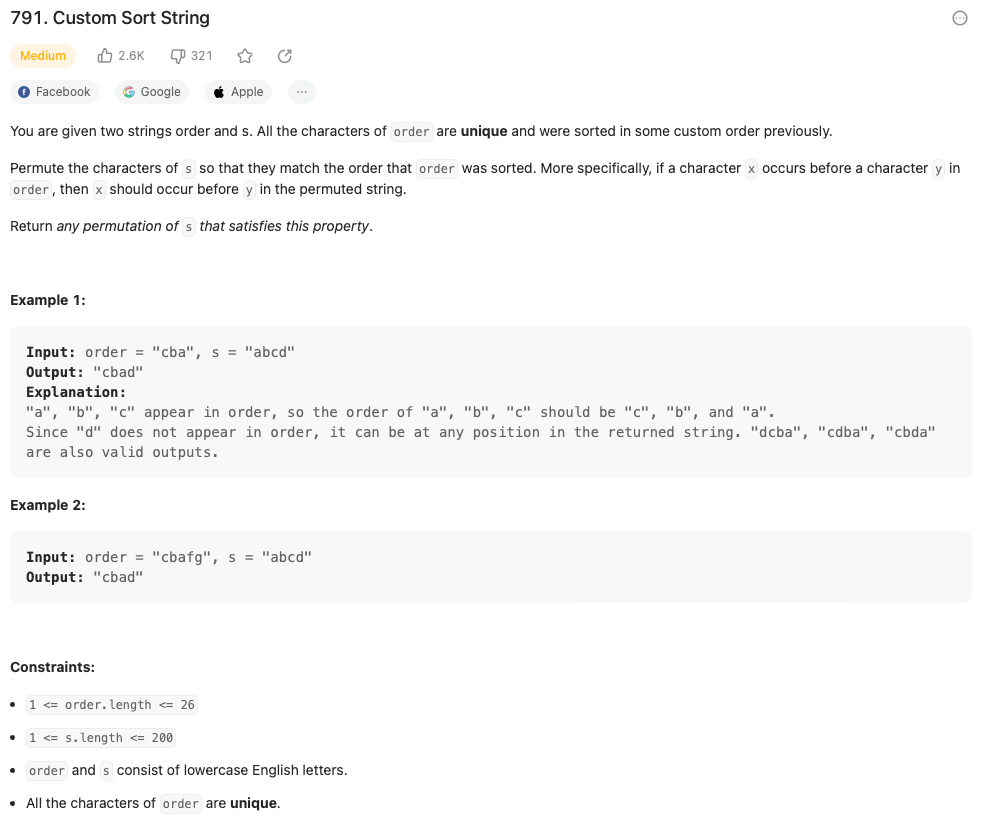 791. Custom Sort String
Medium 2.6K 321
Facebook Google Apple ...
You are given two strings order and s. All the characters of order are unique and were sorted in some custom order previously.
Permute the characters of s so that they match the order that order was sorted. More specifically, if a character x occurs before a character y in
order, then x should occur before y in the permuted string.
Return any permutation of s that satisfies this property.
Example 1:
Input: order = "cba", s = "abcd"
Output: "cbad"
Explanation:
"a", "b", "c" appear in order, so the order of "a", "b", "c" should be "c", "b", and "a".
Since "d" does not appear in order, it can be at any position in the returned string. "dcba", "cdba", "cbda"
are also valid outputs.
Example 2:
Input: order = "cbafg", s = "abcd"
Output: "cbad"
Constraints:
• 1 <= order.length <= 26
• 1 <= s.length <= 200
• order and s consist of lowercase English letters.
• All the characters of order are unique.